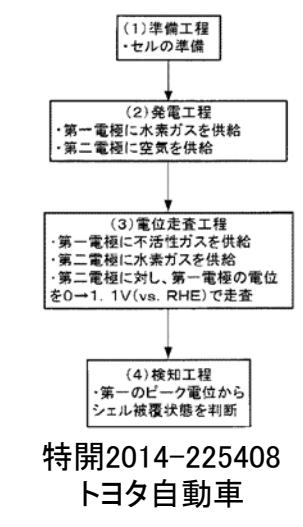 (1)準備工程
・セルの準備
(2)発電工程
・第一電極に水素ガスを供給
・第二電極に空気を供給
(3)電位走査工程
・第一電極に不活性ガスを供給
・第二電極に水素ガスを供給
・第二電極に対し、第一電極の電位
を0→1.1V(vs. RHE)で走査
(4)検知工程
・第一のピーク電位から
シェル被覆状態を判断
特開2014-225408
トヨタ自動車